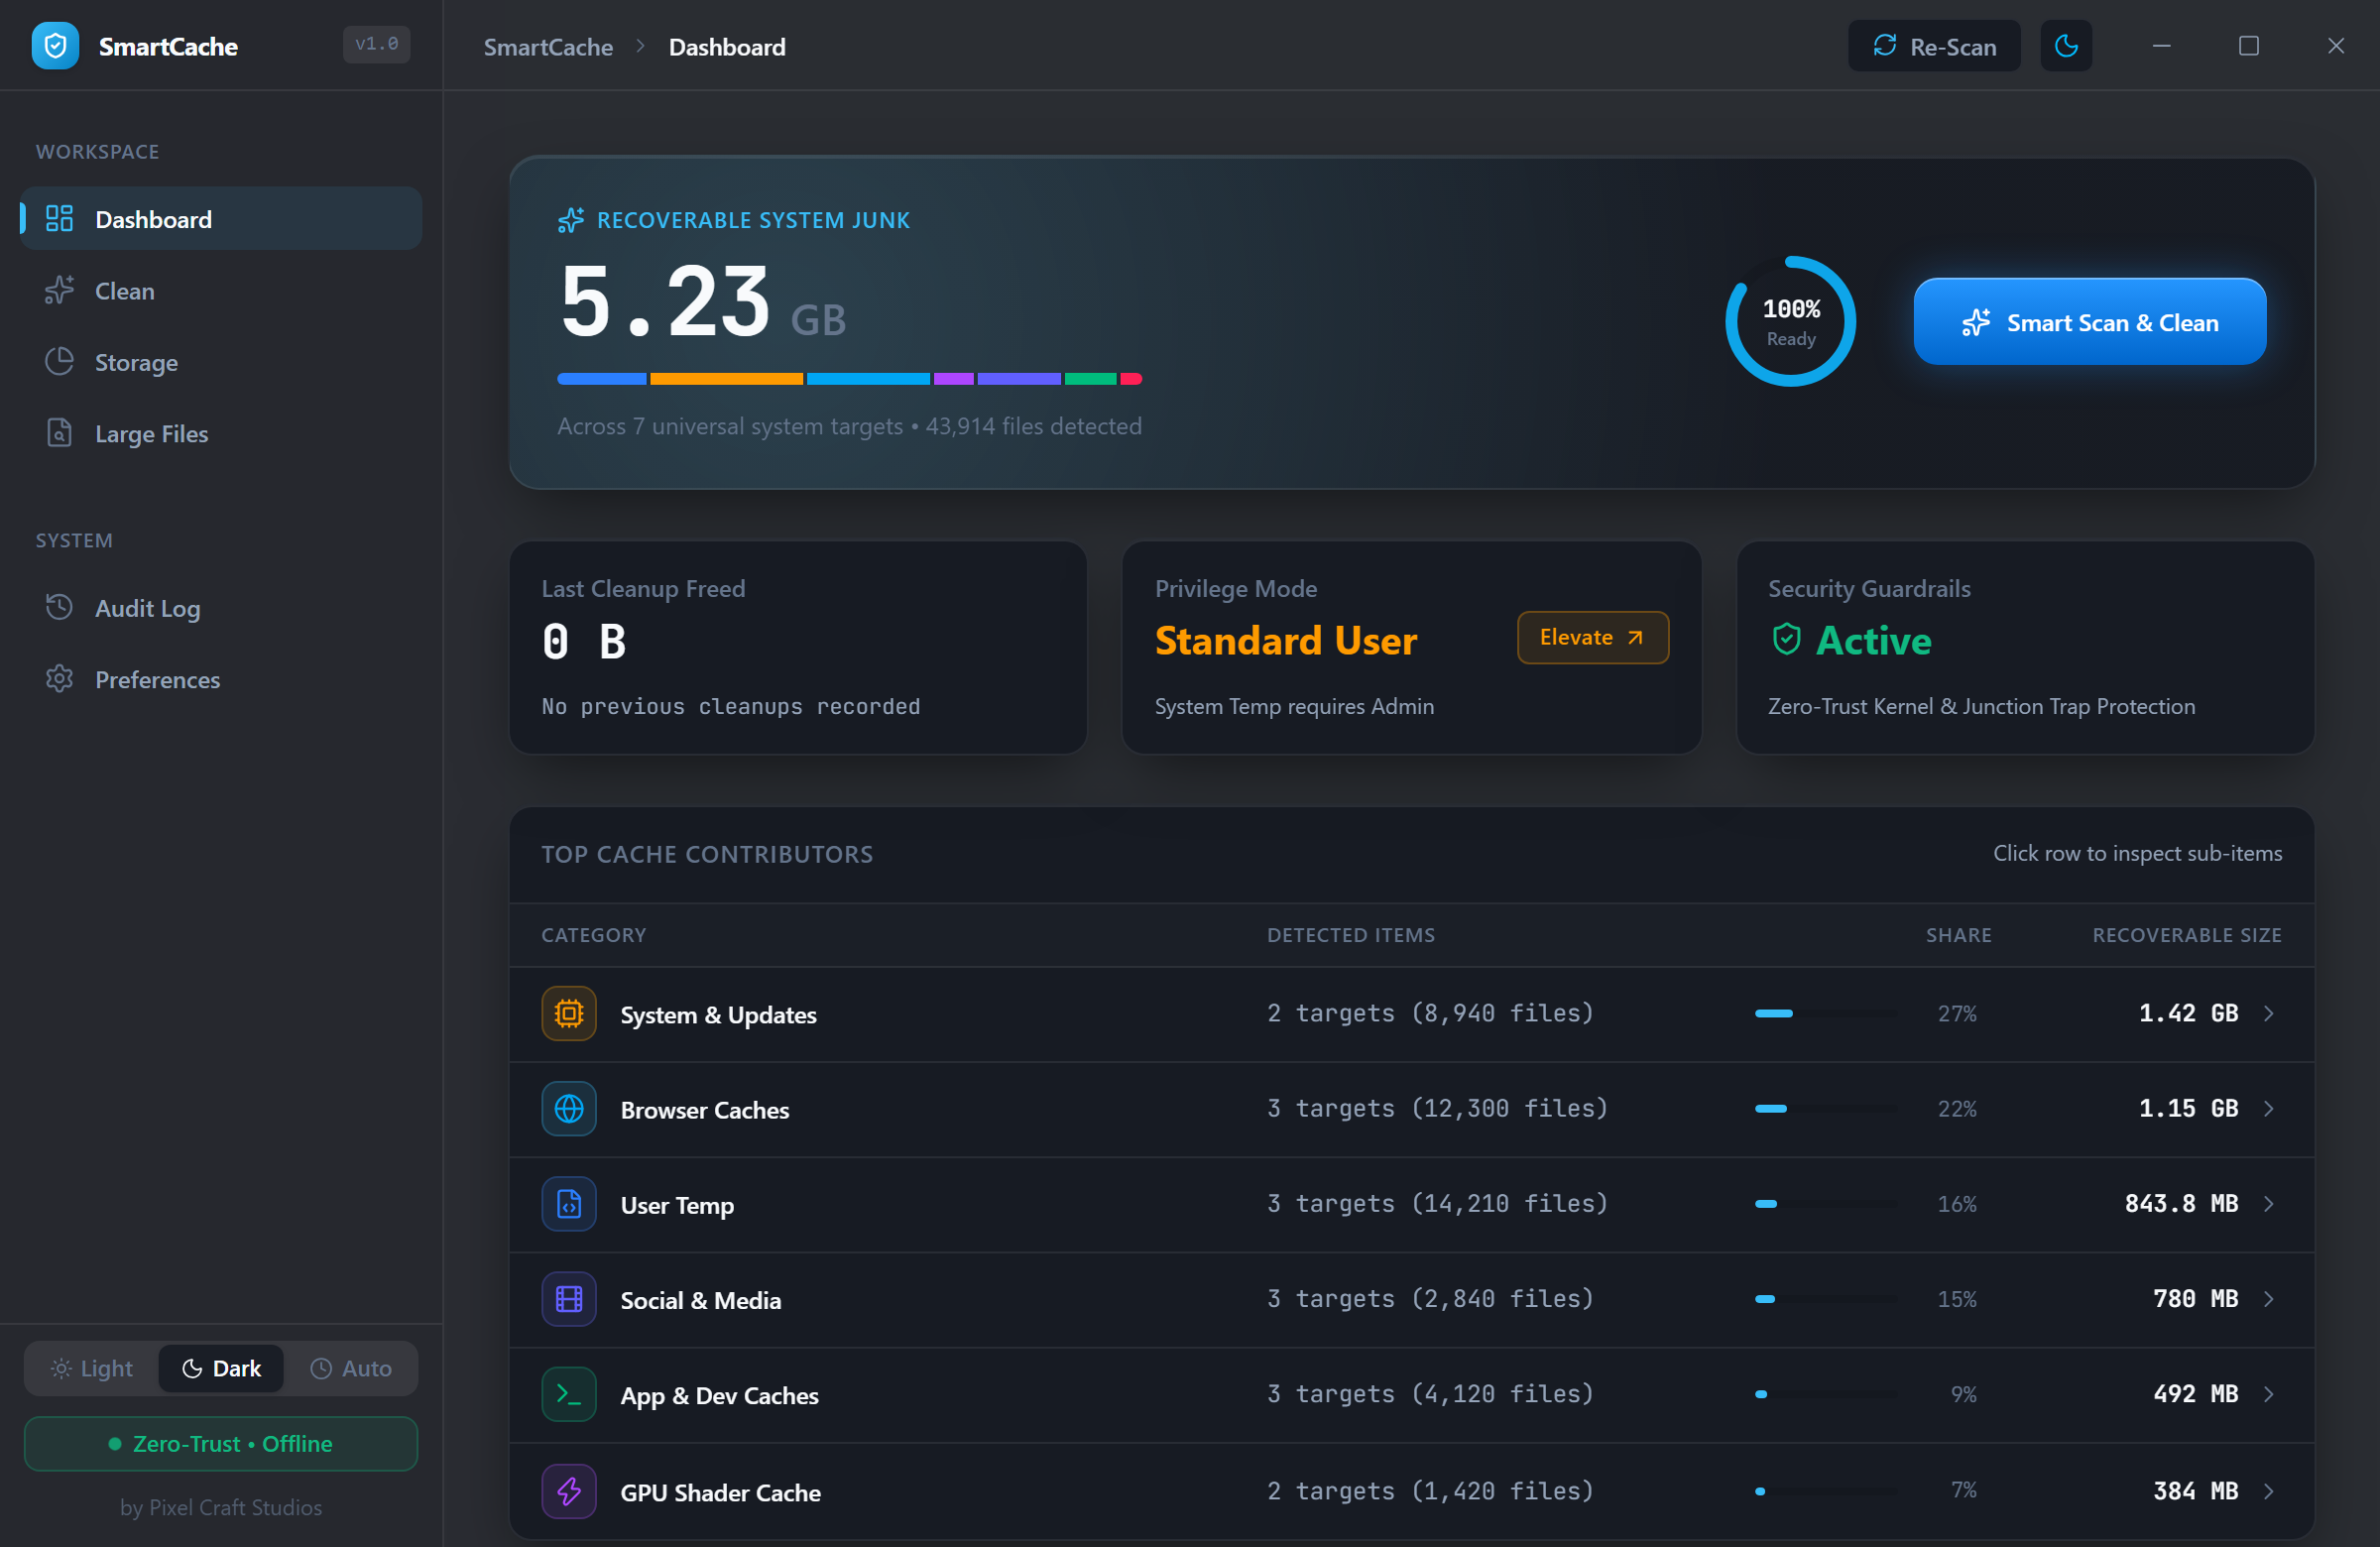 SmartCache
v1.0
SmartCache > Dashboard
Re-Scan
WORKSPACE
Dashboard
Clean
Storage
Large Files
SYSTEM
Audit Log
Preferences
Light
Dark
Auto
Zero-Trust • Offline
by Pixel Craft Studios
RECOVERABLE SYSTEM JUNK
5.23 GB
Across 7 universal system targets • 43,914 files detected
100%
Ready
Smart Scan & Clean
Last Cleanup Freed
0 B
No previous cleanups recorded
Privilege Mode
Standard User
Elevate
System Temp requires Admin
Security Guardrails
Active
Zero-Trust Kernel & Junction Trap Protection
TOP CACHE CONTRIBUTORS
Click row to inspect sub-items
CATEGORY DETECTED ITEMS SHARE RECOVERABLE SIZE
System & Updates 2 targets (8,940 files) 27% 1.42 GB
Browser Caches 3 targets (12,300 files) 22% 1.15 GB
User Temp 3 targets (14,210 files) 16% 843.8 MB
Social & Media 3 targets (2,840 files) 15% 780 MB
App & Dev Caches 3 targets (4,120 files) 9% 492 MB
GPU Shader Cache 2 targets (1,420 files) 7% 384 MB